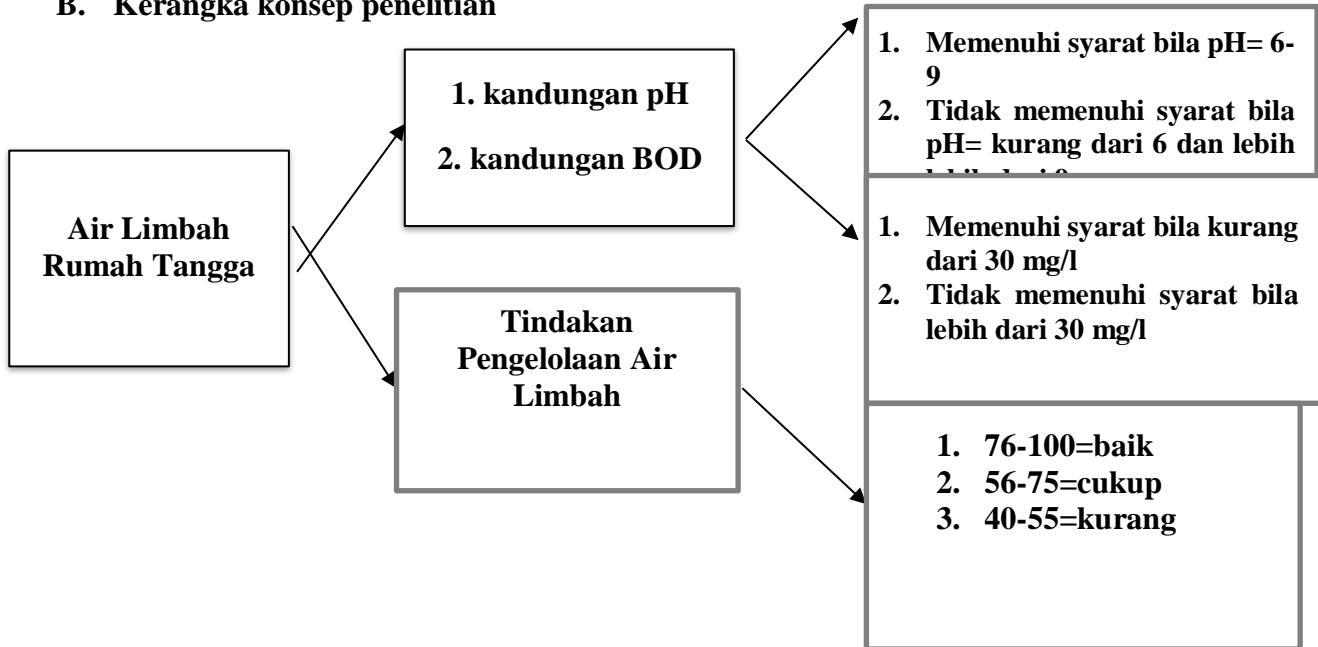 B. Kerangka konsep penelitian
Air Limbah
Rumah Tangga
1. kandungan pH
2. kandungan BOD
Tindakan
Pengelolaan Air
Limbah
1. Memenuhi syarat bila pH= 6-
9
2. Tidak memenuhi syarat bila
pH= kurang dari 6 dan lebih
1. Memenuhi syarat bila kurang
dari 30 mg/l
2. Tidak memenuhi syarat bila
lebih dari 30 mg/l
1. 76-100=baik
2. 56-75=cukup
3. 40-55=kurang